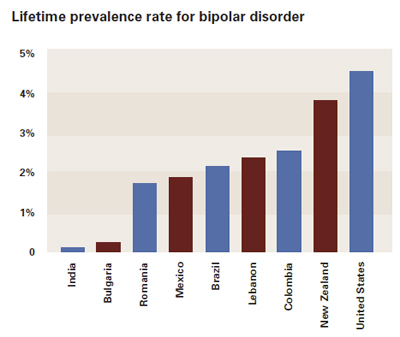 Lifetime prevalence rate for bipolar disorder
5%
4%
3%
2%
1%
0
India
Bulgaria
Romania
Mexico
Brazil
Lebanon
Colombia
New Zealand
United States